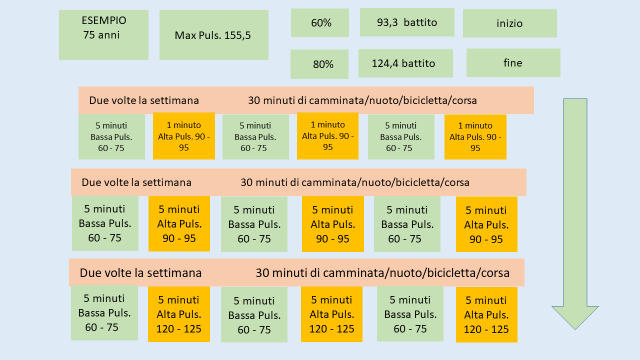 ESEMPIO
75 anni
Max Puls. 155,5
60%
93,3 battito
inizio
80%
124,4 battito
fine
Due volte la settimana
30 minuti di camminata/nuoto/bicicletta/corsa
5 minuti
Bassa Puls.
60 - 75
1 minuto
Alta Puls. 90 -
95
5 minuti
Bassa Puls.
60 - 75
1 minuto
Alta Puls. 90 -
95
5 minuti
Bassa Puls.
60 - 75
1 minuto
Alta Puls. 90 -
95
Due volte la settimana
30 minuti di camminata/nuoto/bicicletta/corsa
5 minuti
Bassa Puls.
60 - 75
5 minuti
Alta Puls.
90 - 95
5 minuti
Bassa Puls.
60 - 75
5 minuti
Alta Puls.
90 - 95
5 minuti
Bassa Puls.
60 - 75
5 minuti
Alta Puls.
90 - 95
Due volte la settimana
30 minuti di camminata/nuoto/bicicletta/corsa
5 minuti
Bassa Puls.
60 - 75
5 minuti
Alta Puls.
120 - 125
5 minuti
Bassa Puls.
60 - 75
5 minuti
Alta Puls.
120 - 125
5 minuti
Bassa Puls.
60 - 75
5 minuti
Alta Puls.
120 - 125